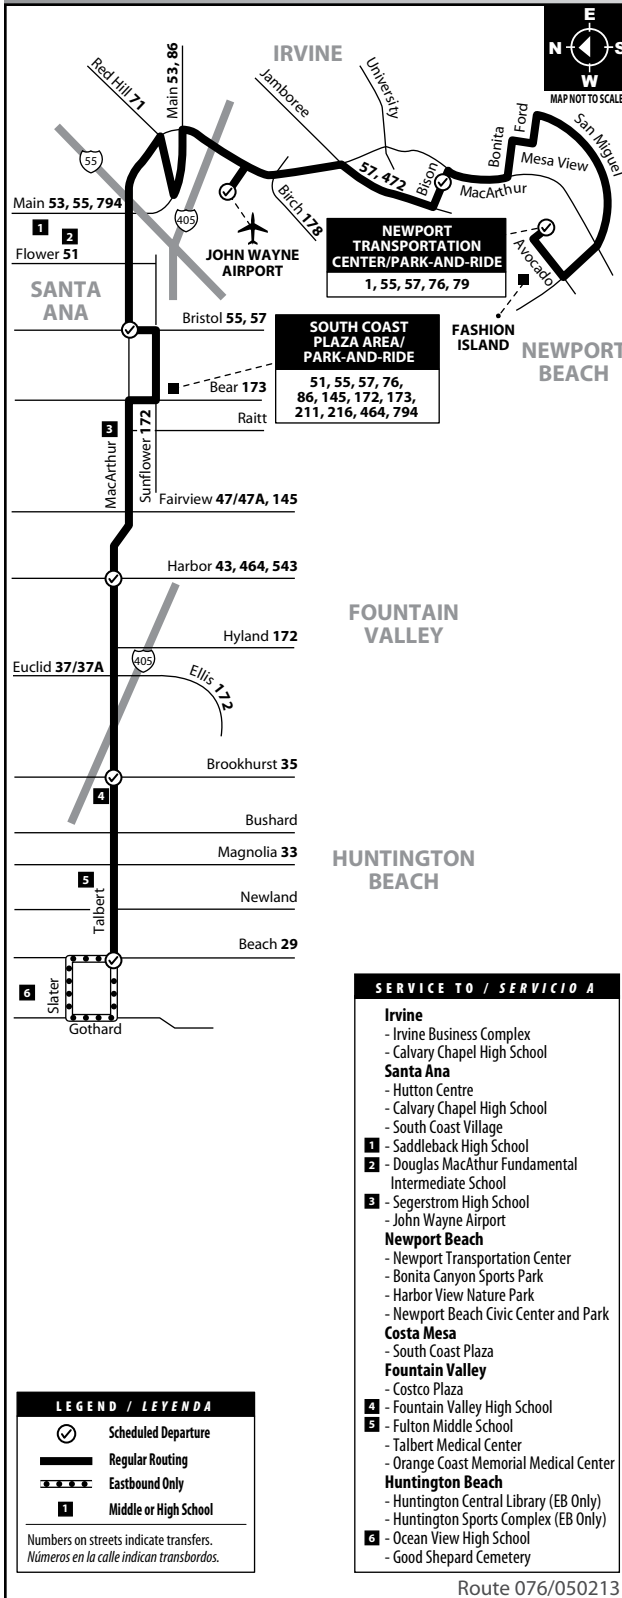 E
N
S
W
MAP NOT TO SCALE
IRVINE
Red Hill 71
Main 53, 86
Jamboree
University
Bonita
Ford
San Miguel
Mesa View
55
57, 472
Bison
MacArthur
Main 53, 55, 794
405
Birch 178
1
2
Flower 51
JOHN WAYNE
AIRPORT
NEWPORT
TRANSPORTATION
CENTER/PARK-AND-RIDE
1, 55, 57, 76, 79
Avocado
SANTA
ANA
Bristol 55, 57
FASHION
ISLAND
NEWPORT
BEACH
SOUTH COAST
PLAZA AREA/
PARK-AND-RIDE
51, 55, 57, 76,
86, 145, 172, 173,
211, 216, 464, 794
Bear 173
Raitt
3
MacArthur
Sunflower 172
Fairview 47/47A, 145
Harbor 43, 464, 543
FOUNTAIN
VALLEY
Hyland 172
Euclid 37/37A
405
Ellis 172
Brookhurst 35
4
Bushard
Magnolia 33
HUNTINGTON
BEACH
5
Talbert
Newland
Beach 29
6
Slater
Gothard
SERVICE TO / SERVICIO A
Irvine
- Irvine Business Complex
- Calvary Chapel High School
Santa Ana
- Hutton Centre
- Calvary Chapel High School
- South Coast Village
1 - Saddleback High School
2 - Douglas MacAthur Fundamental
Intermediate School
3 - Segerstrom High School
- John Wayne Airport
Newport Beach
- Newport Transportation Center
- Bonita Canyon Sports Park
- Harbor View Nature Park
- Newport Beach Civic Center and Park
Costa Mesa
- South Coast Plaza
Fountain Valley
- Costco Plaza
4 - Fountain Valley High School
5 - Fulton Middle School
- Talbert Medical Center
- Orange Coast Memorial Medical Center
Huntington Beach
- Huntington Central Library (EB Only)
- Huntington Sports Complex (EB Only)
6 - Ocean View High School
- Good Shepard Cemetery
LEGEND / LEYENDA
Scheduled Departure
Regular Routing
Eastbound Only
1 Middle or High School
Numbers on streets indicate transfers.
Números en la calle indican transbordos.
Route 076/050213